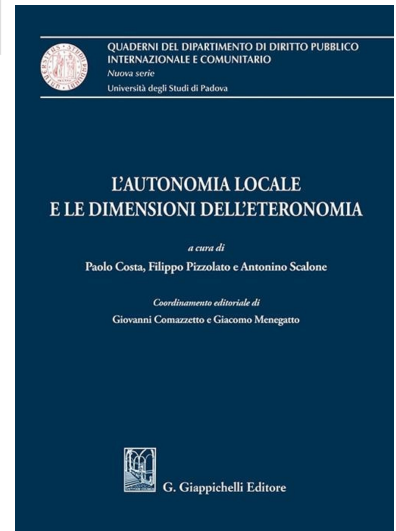 QUADERNI DEL DIPARTIMENTO DI DIRITTO PUBBLICO
INTERNAZIONALE E COMUNITARIO
Nuova serie
Università degli Studi di Padova
L'AUTONOMIA LOCALE
E LE DIMENSIONI DELL'ETERONOMIA
a cura di
Paolo Costa, Filippo Pizzolato e Antonino Scalone
Coordinamento editoriale di
Giovanni Comazzetto e Giacomo Menegatto
G. Giappichelli Editore